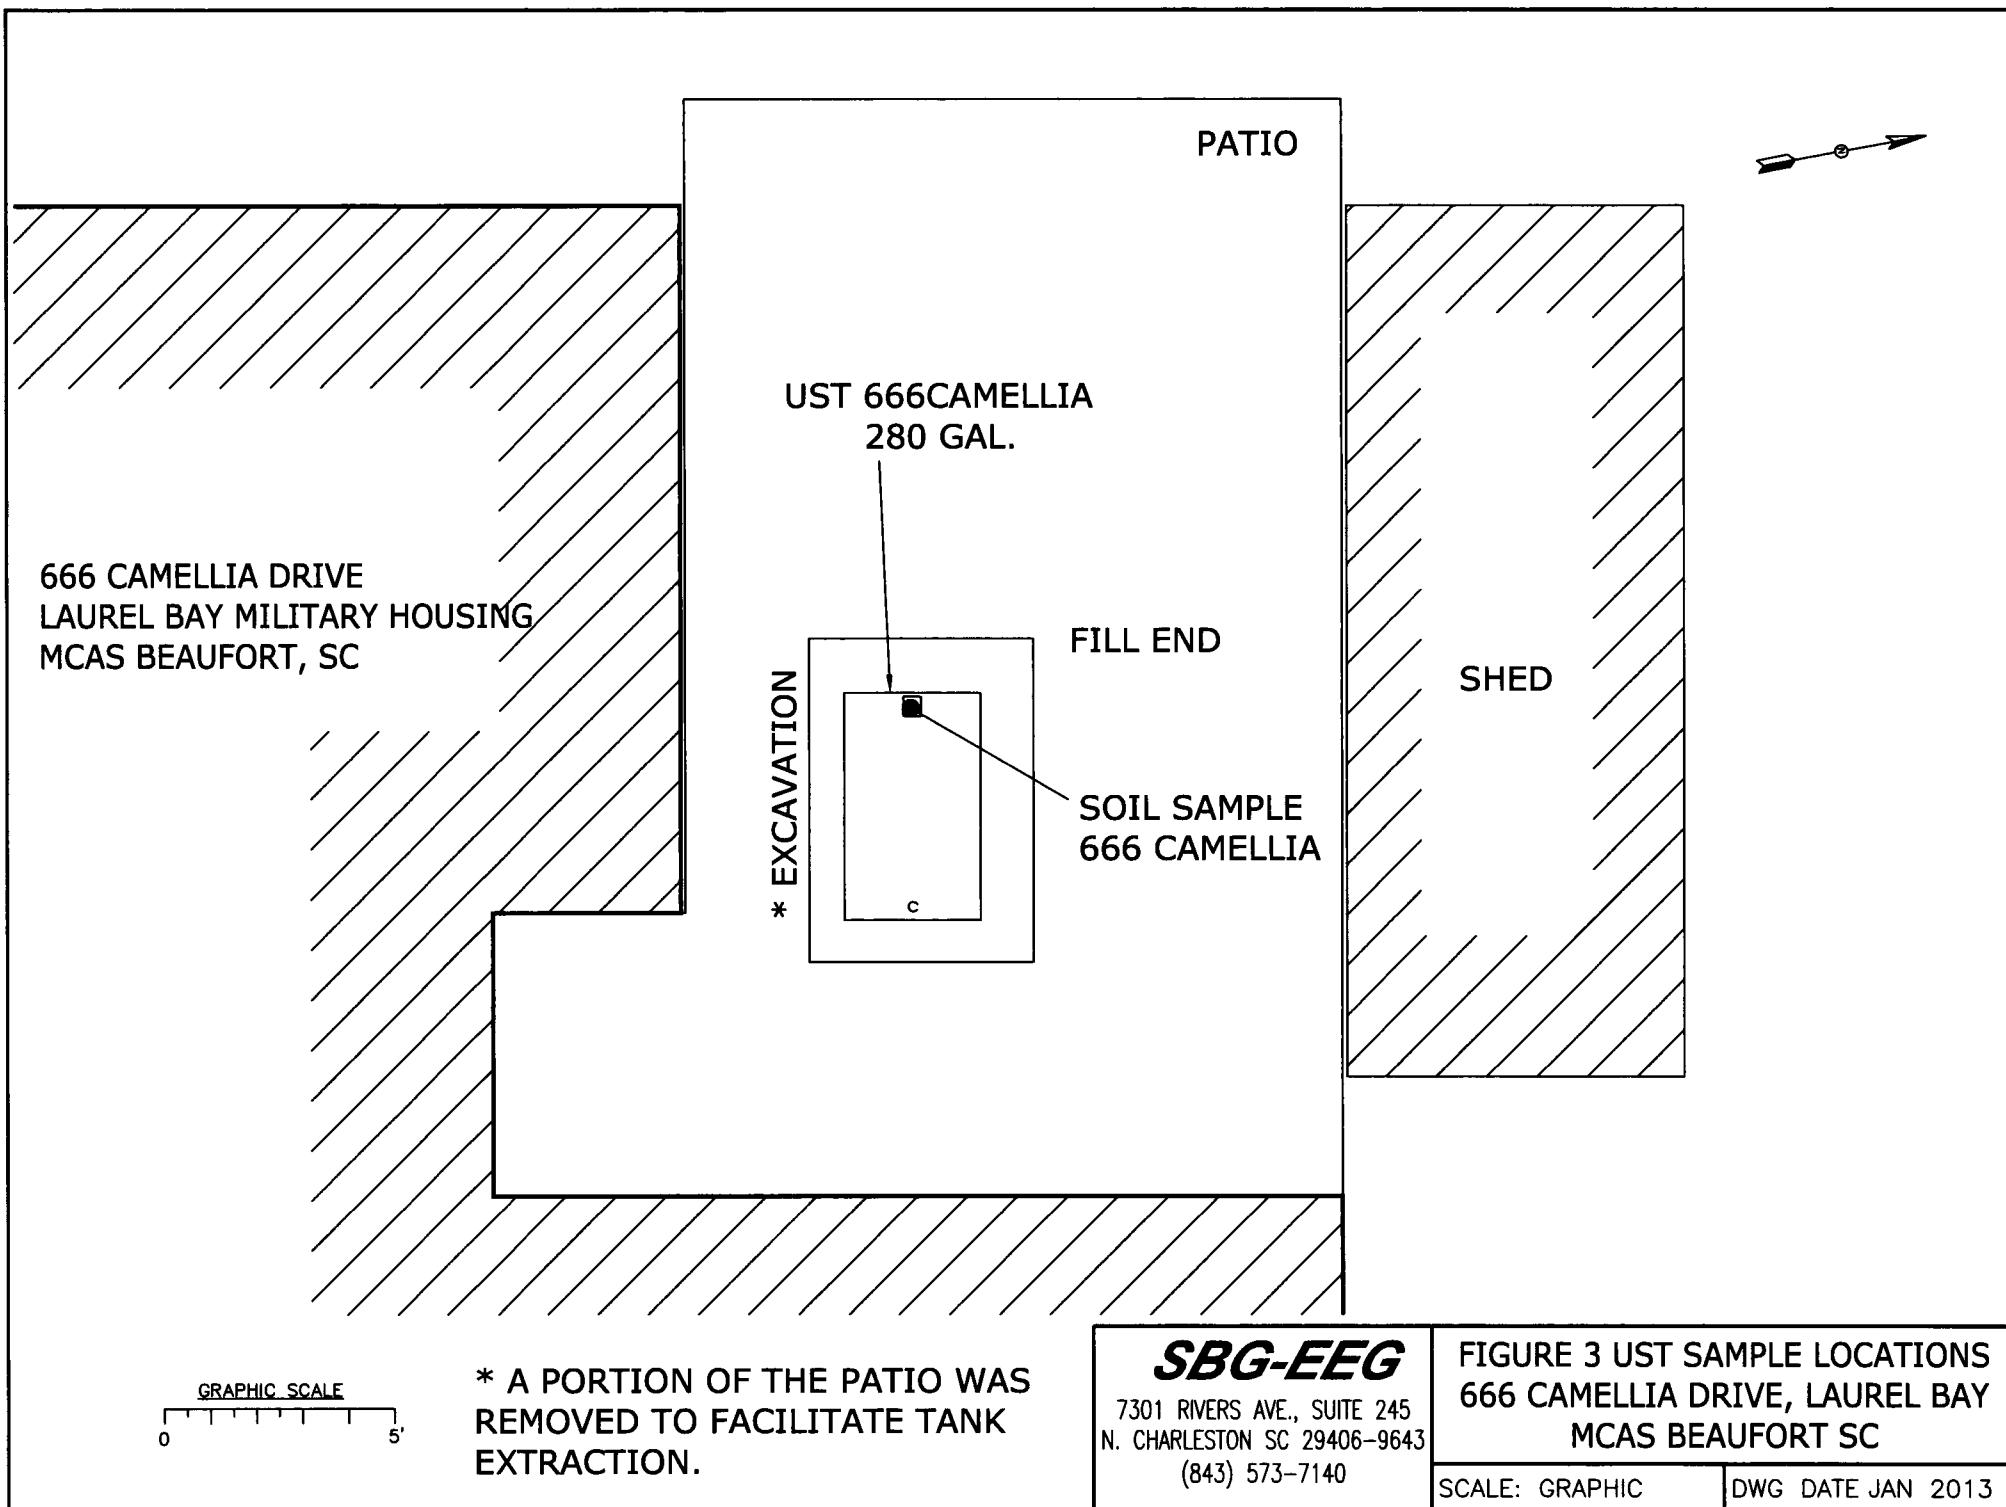 PATIO
N
UST 666CAMELLIA
280 GAL.
666 CAMELLIA DRIVE
LAUREL BAY MILITARY HOUSING
MCAS BEAUFORT, SC
FILL END
* EXCAVATION
SHED
SOIL SAMPLE
666 CAMELLIA
C
GRAPHIC SCALE
0 5'
* A PORTION OF THE PATIO WAS
REMOVED TO FACILITATE TANK
EXTRACTION.
SBG-EEG
7301 RIVERS AVE., SUITE 245
N. CHARLESTON SC 29406-9643
(843) 573-7140
FIGURE 3 UST SAMPLE LOCATIONS
666 CAMELLIA DRIVE, LAUREL BAY
MCAS BEAUFORT SC
SCALE: GRAPHIC
DWG DATE JAN 2013